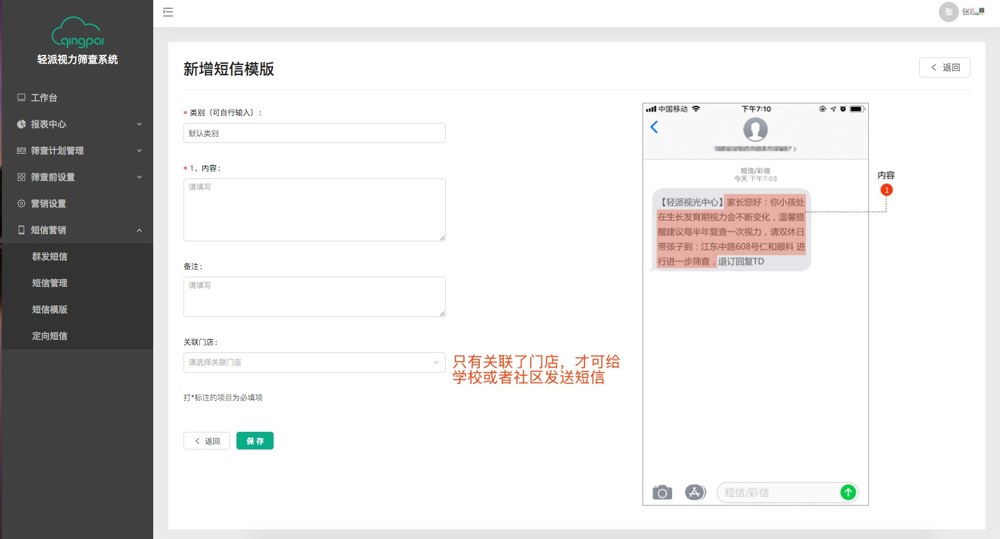 qingpai
轻派视力筛查系统
工作台
报表中心
筛查计划管理
筛查前设置
营销设置
短信营销
群发短信
短信管理
短信模版
定向短信
张
张
新增短信模版
返回
* 类别（可自行输入）:
默认类别
* 1、内容:
请填写
备注:
请填写
关联门店:
请选择关联门店
只有关联了门店，才可给
学校或者社区发送短信
打*标注的项目为必填项
返回
保 存
中国移动
下午7:10
短信/彩信
今天 下午7:03
【轻派视光中心】家长您好：你小孩处
在生长发育期视力会不断变化，温馨提
醒建议每半年复查一次视力，请双休日
带孩子到：江东中路608号仁和眼科 进
行进一步筛查，退订回复TD
内容
1
短信/彩信